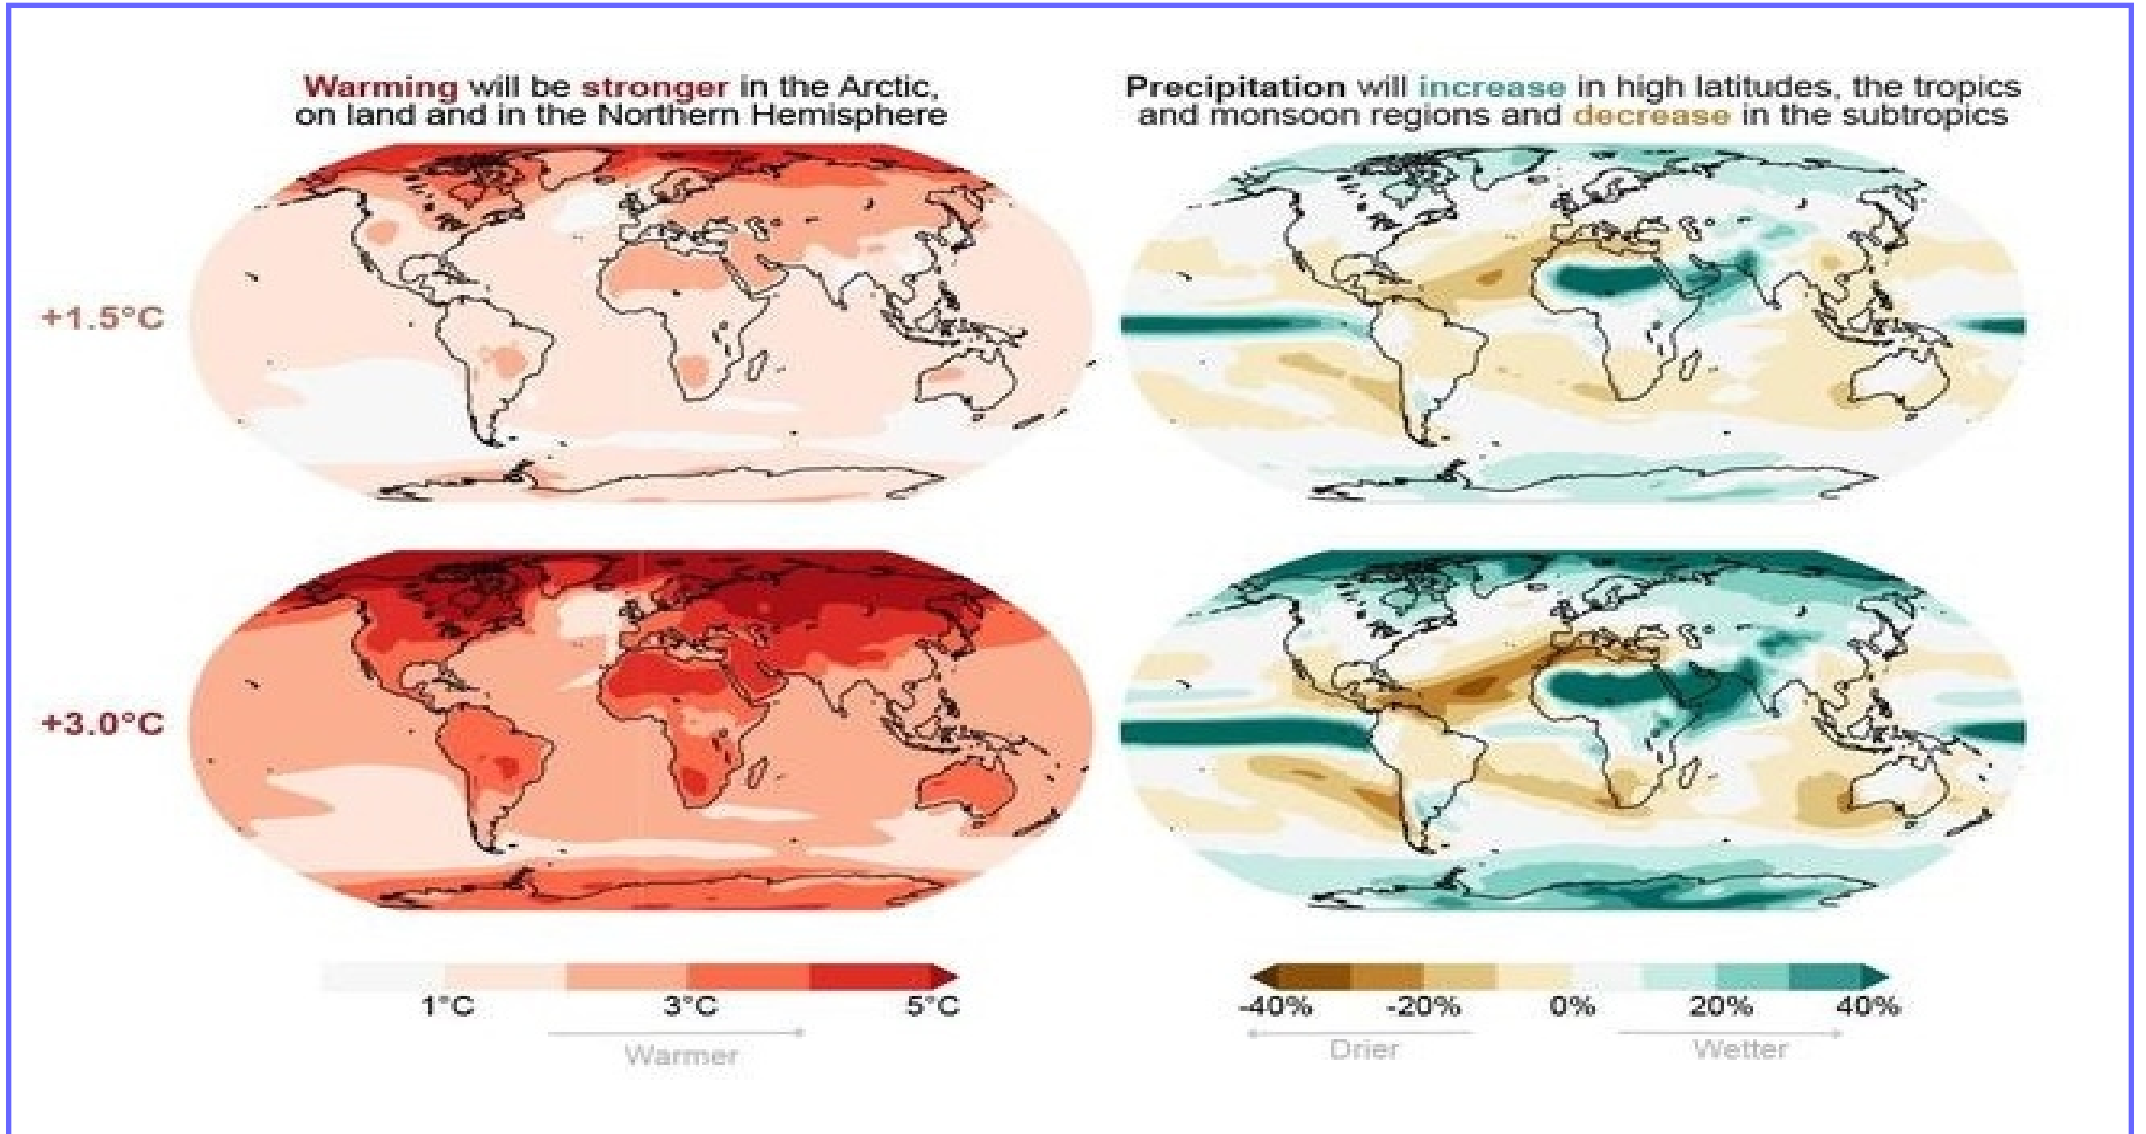 Warming will be stronger in the Arctic,
on land and in the Northern Hemisphere
Precipitation will increase in high latitudes, the tropics
and monsoon regions and decrease in the subtropics
+1.5°C
+3.0°C
1°C 3°C 5°C
Warmer
-40% -20% 0% 20% 40%
Drier Wetter